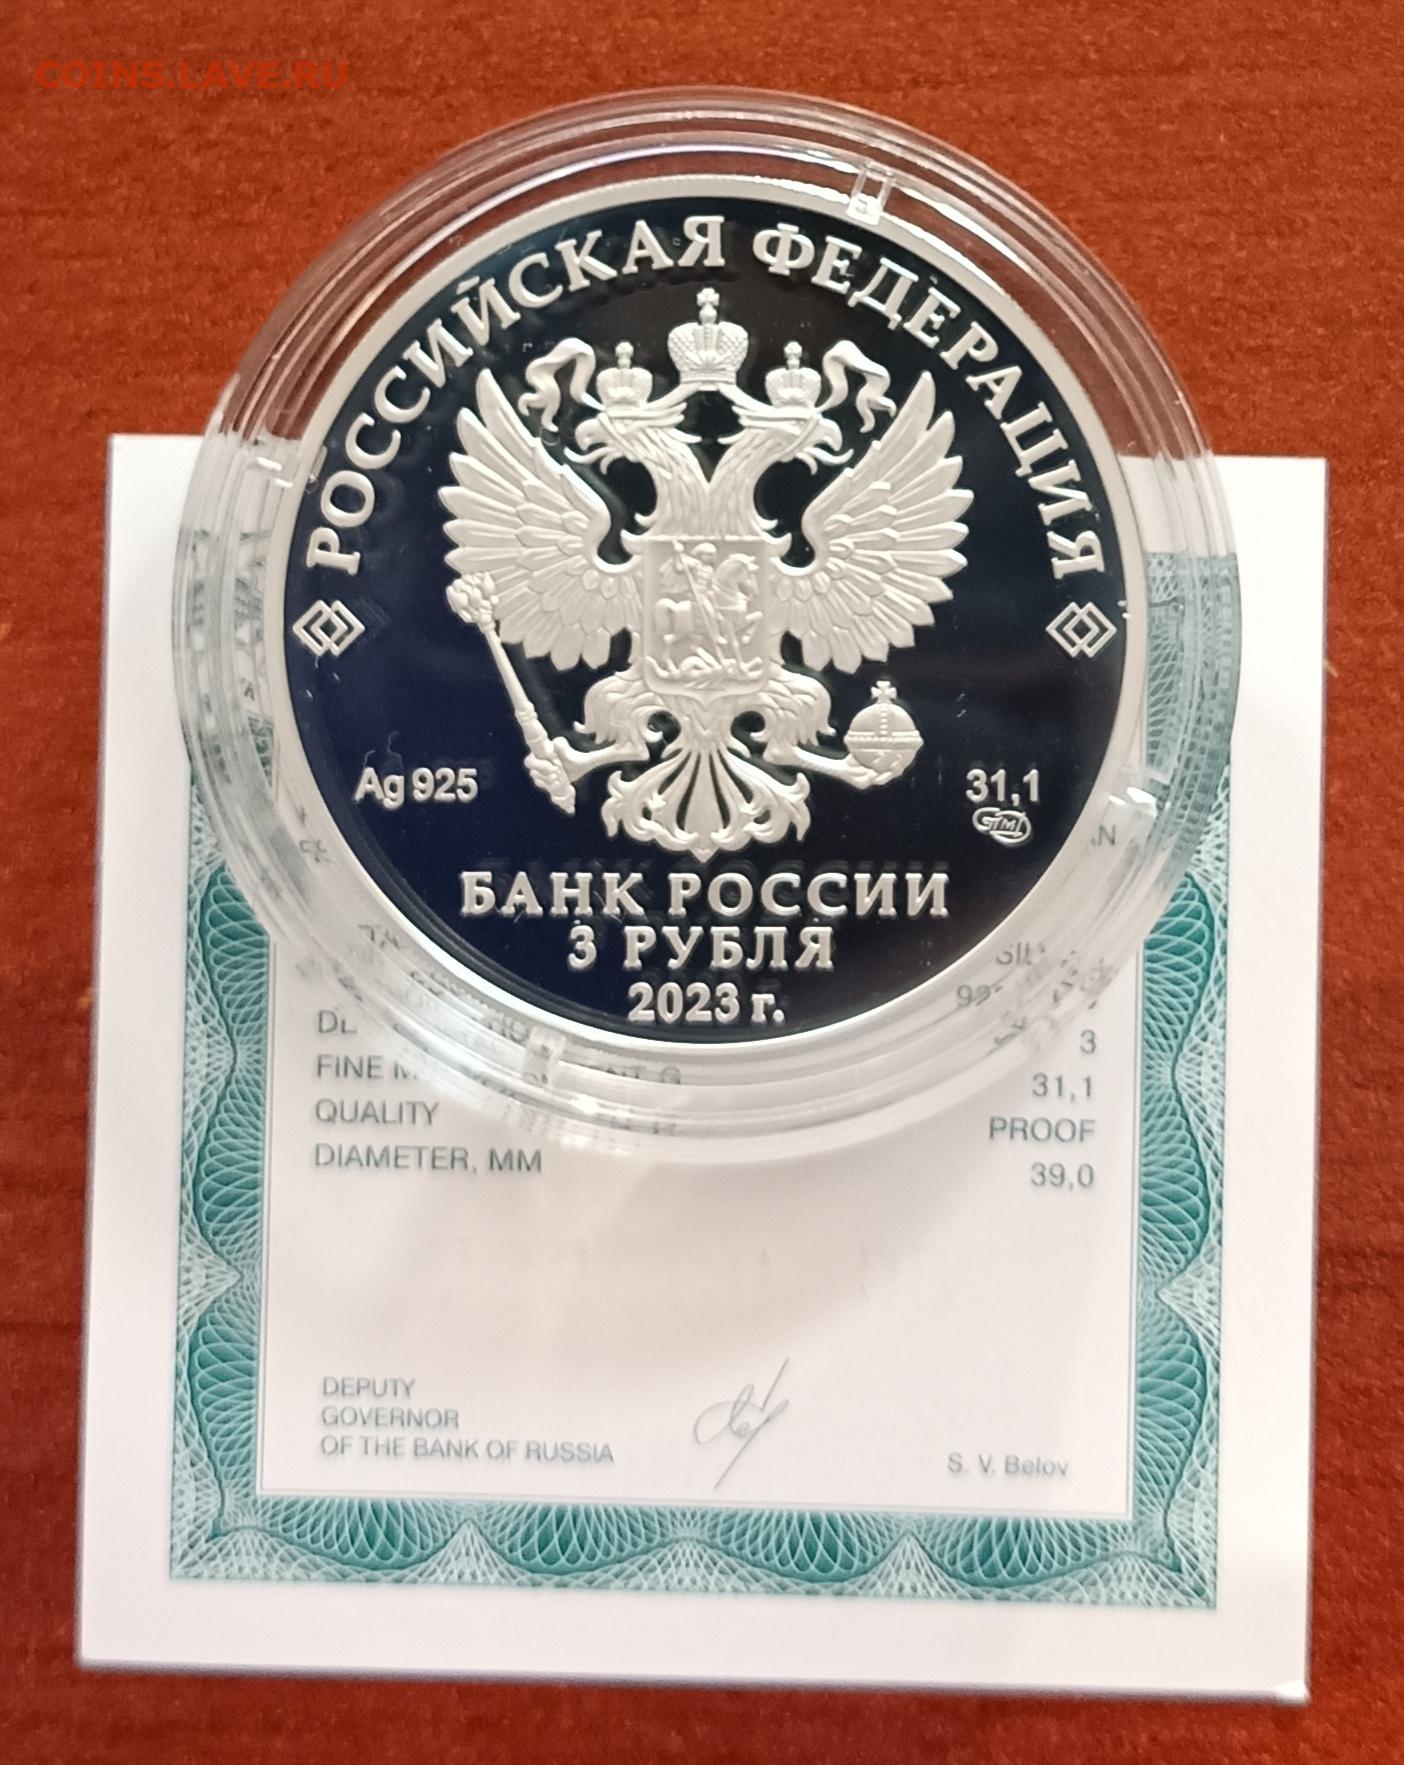 COINS.LAVE.RU
РОССИЙСКАЯ ФЕДЕРАЦИЯ
Ag 925
31,1
БАНК РОССИИ
3 РУБЛЯ
2023 г.
3
FINE
31,1
QUALITY
PROOF
DIAMETER, MM
39,0
DEPUTY
GOVERNOR
OF THE BANK OF RUSSIA
S. V. Belov